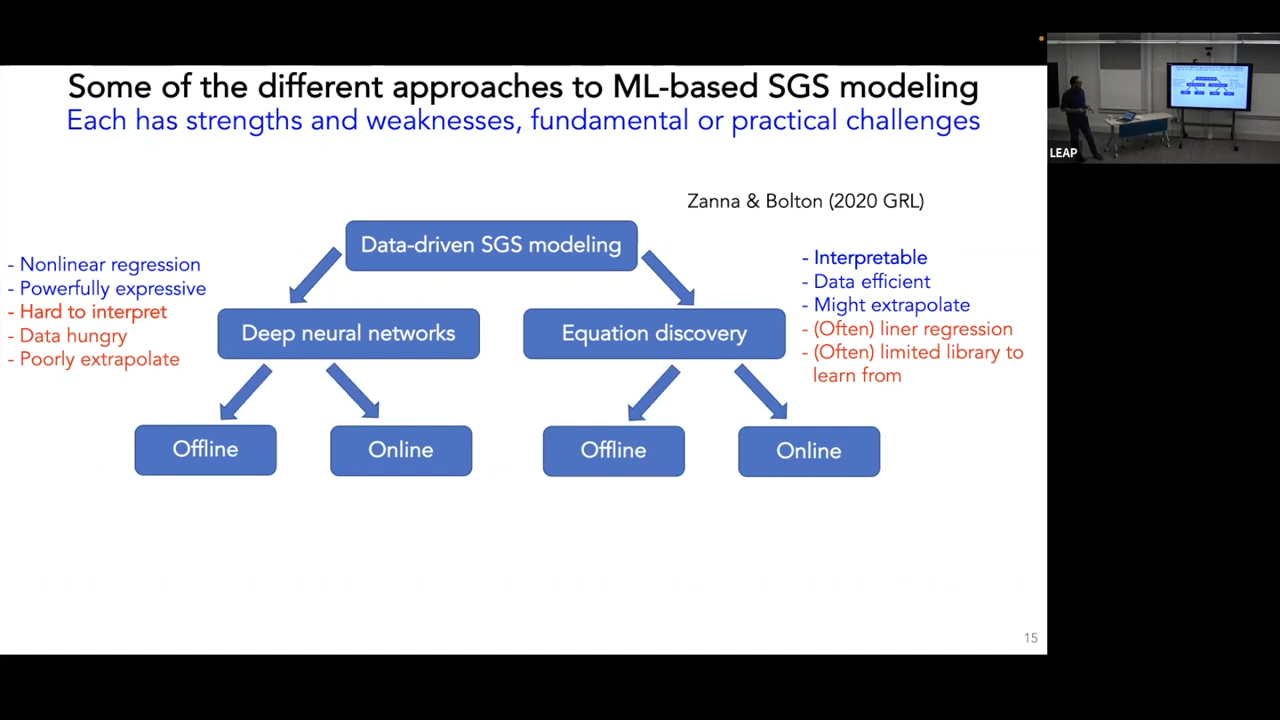 Some of the different approaches to ML-based SGS modeling
Each has strengths and weaknesses, fundamental or practical challenges
LEAP
Zanna & Bolton (2020 GRL)
Data-driven SGS modeling
- Nonlinear regression
- Powerfully expressive
- Hard to interpret
- Data hungry
- Poorly extrapolate
Deep neural networks
Equation discovery
- Interpretable
- Data efficient
- Might extrapolate
- (Often) liner regression
- (Often) limited library to
learn from
Offline
Online
Offline
Online
15